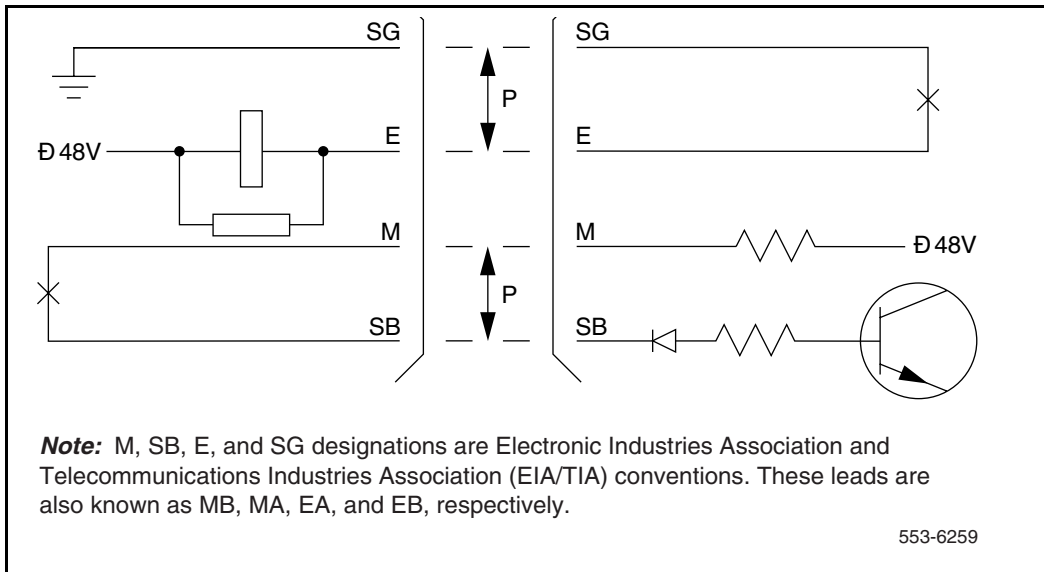 SG
SG
P
Ð 48V
E
E
M
M
Ð 48V
P
SB
SB
Note: M, SB, E, and SG designations are Electronic Industries Association and
Telecommunications Industries Association (EIA/TIA) conventions. These leads are
also known as MB, MA, EA, and EB, respectively.
553-6259